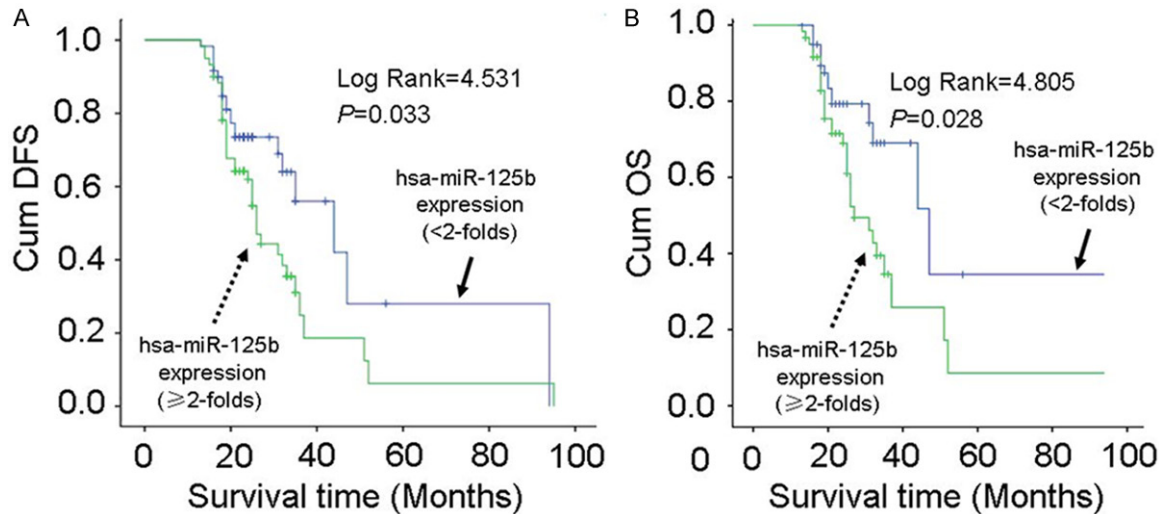 A
Cum DFS
1.0
0.8
0.6
0.4
0.2
0.0
Log Rank=4.531
P=0.033
hsa-miR-125b
expression
(<2-folds)
hsa-miR-125b
expression
(⩾2-folds)
0 20 40 60 80 100
Survival time (Months)
B
Cum OS
1.0
0.8
0.6
0.4
0.2
0.0
Log Rank=4.805
P=0.028
hsa-miR-125b
expression
(<2-folds)
hsa-miR-125b
expression
(⩾2-folds)
0 0 20 40 60 80 100
Survival time (Months)